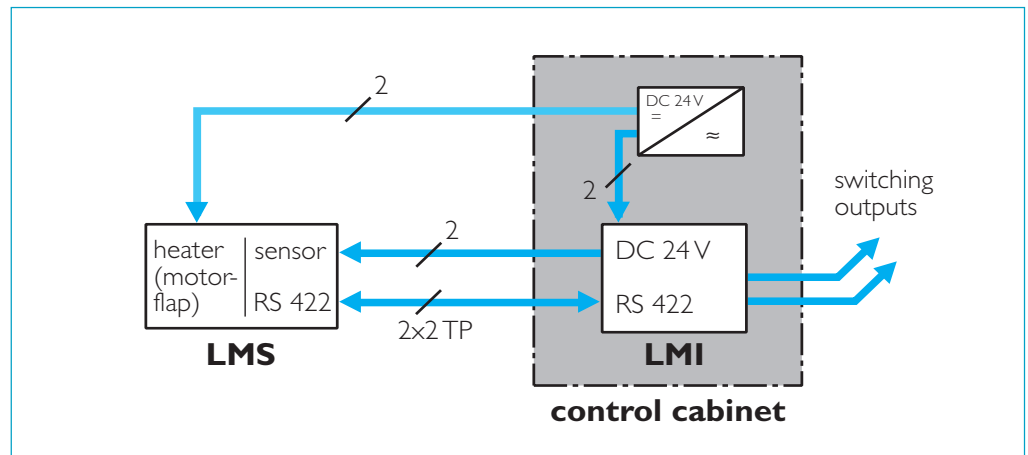 2
DC 24 V
=
≈
2
switching
outputs
heater
(motor-
flap)
sensor
RS 422
2
2x2 TP
DC 24 V
RS 422
LMS
LMI
control cabinet